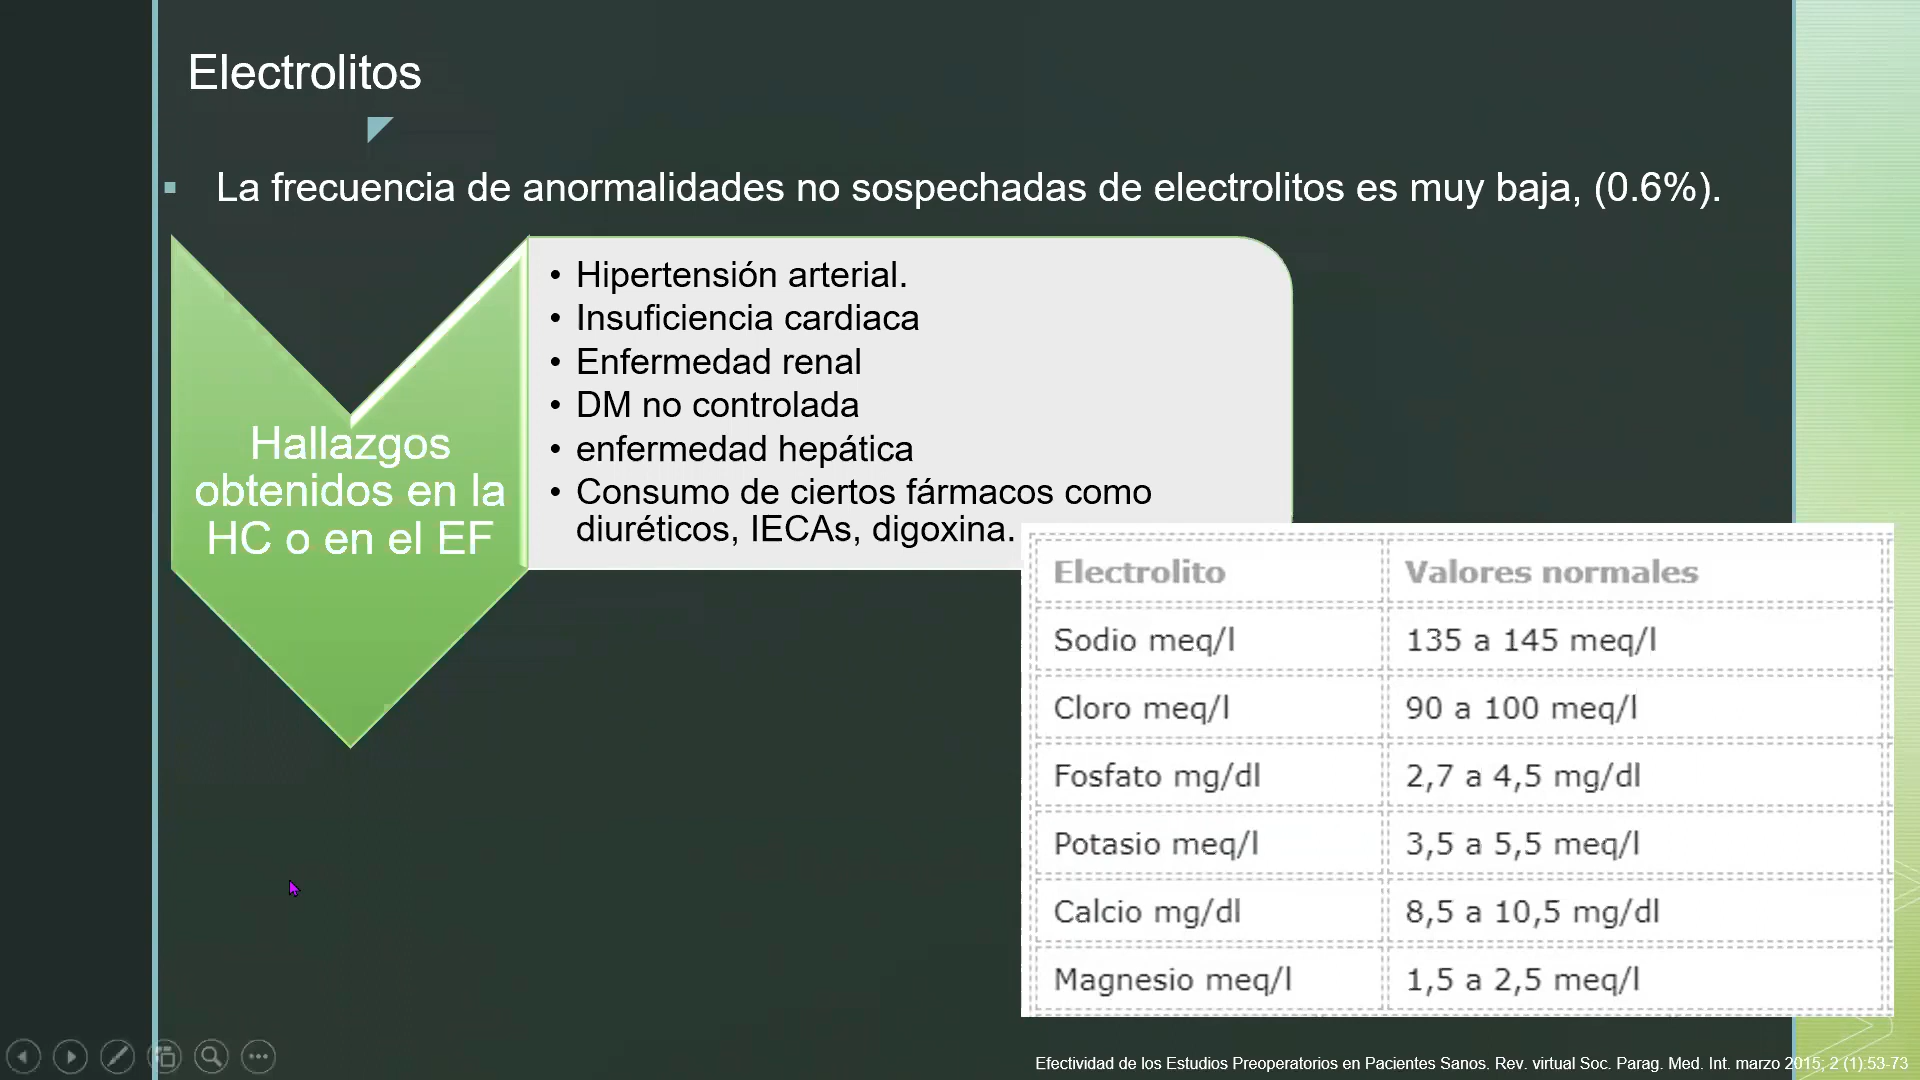 Electrolitos
La frecuencia de anormalidades no sospechadas de electrolitos es muy baja, (0.6%).
Hallazgos
obtenidos en la
HC o en el EF
• Hipertensión arterial.
• Insuficiencia cardiaca
• Enfermedad renal
• DM no controlada
• enfermedad hepática
• Consumo de ciertos fármacos como
diuréticos, IECAs, digoxina.
Electrolito Valores normales
Sodio meq/l 135 a 145 meq/l
Cloro meq/l 90 a 100 meq/l
Fosfato mg/dl 2,7 a 4,5 mg/dl
Potasio meq/l 3,5 a 5,5 meq/l
Calcio mg/dl 8,5 a 10,5 mg/dl
Magnesio meq/l 1,5 a 2,5 meq/l
Efectividad de los Estudios Preoperatorios en Pacientes Sanos. Rev. virtual Soc. Parag. Med. Int. marzo 2015; 2 (1):53-73